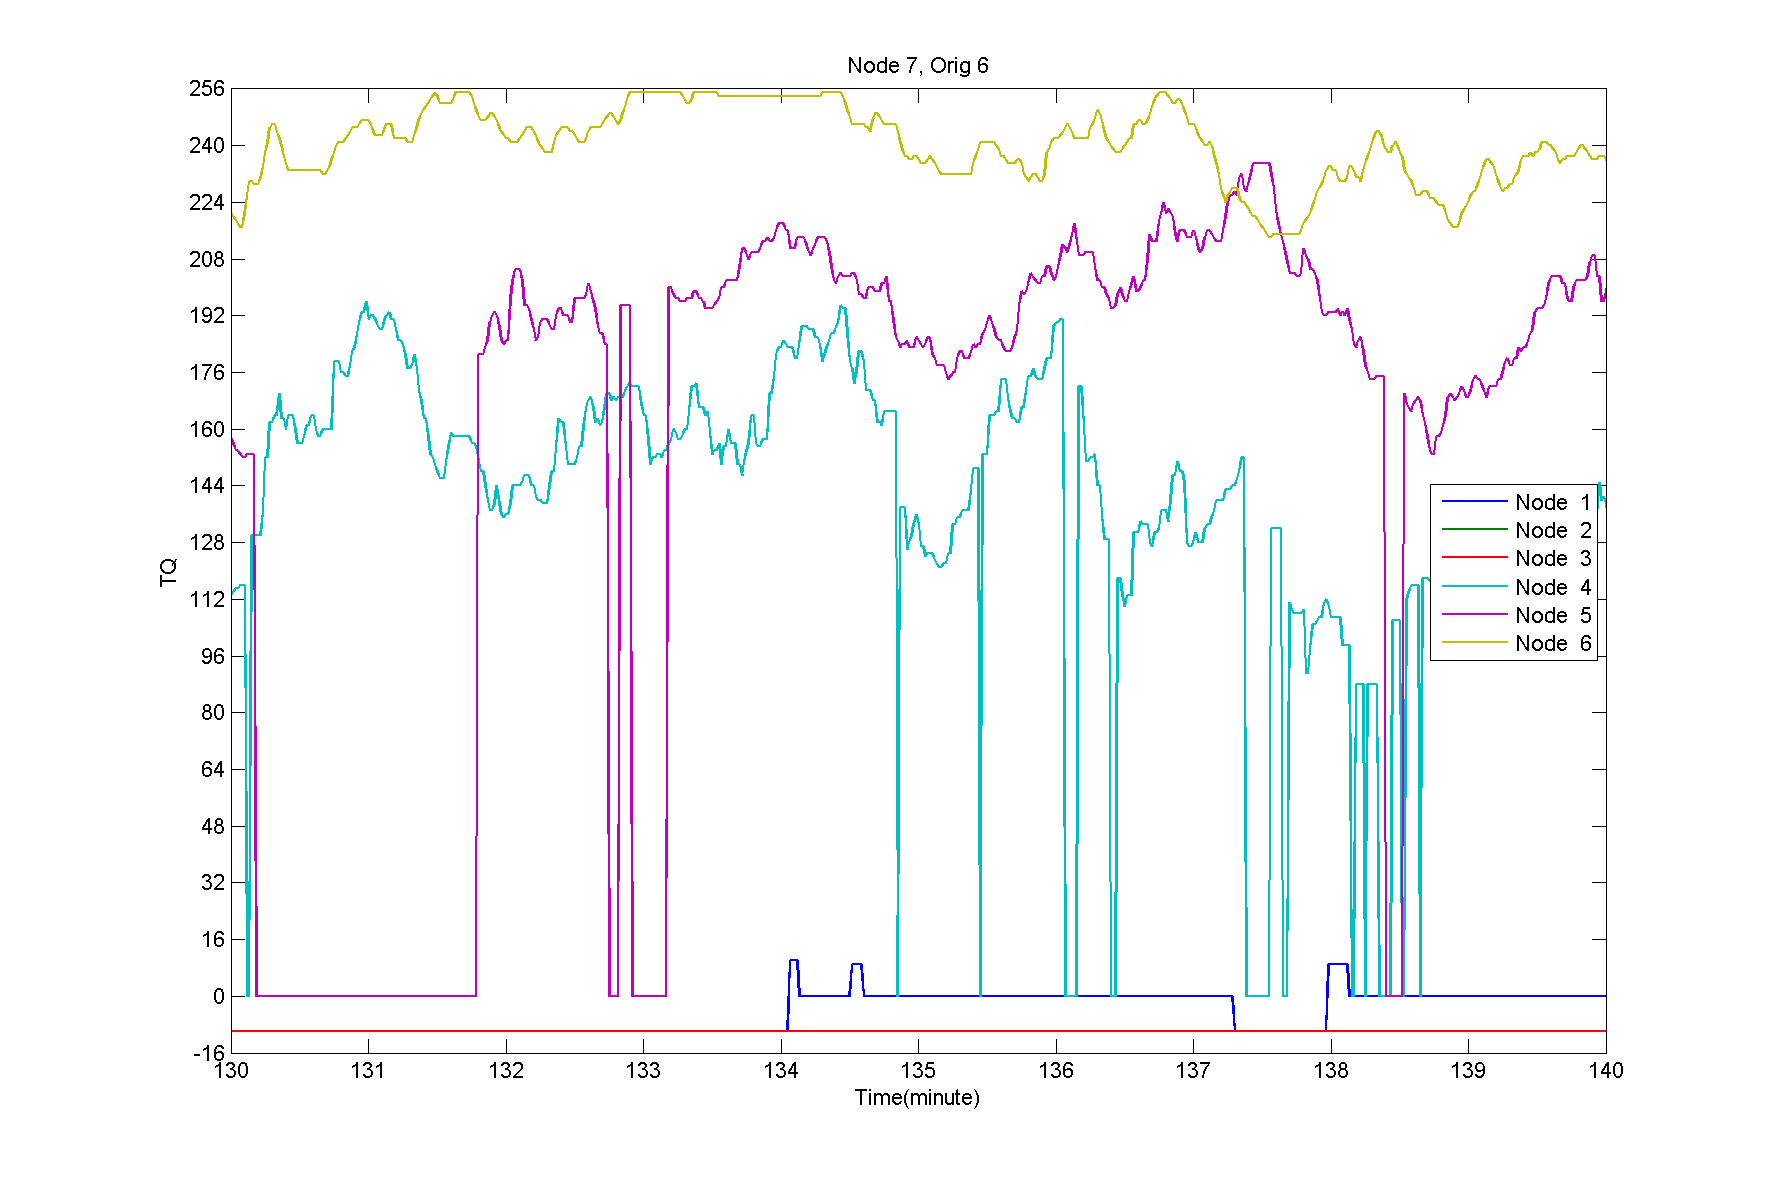 Node 7, Orig 6
256
240
224
208
192
176
160
144
128
112
96
80
64
48
32
16
0
-16
TQ
Node 1
Node 2
Node 3
Node 4
Node 5
Node 6
130 131 132 133 134 135 136 137 138 139 140
Time(minute)